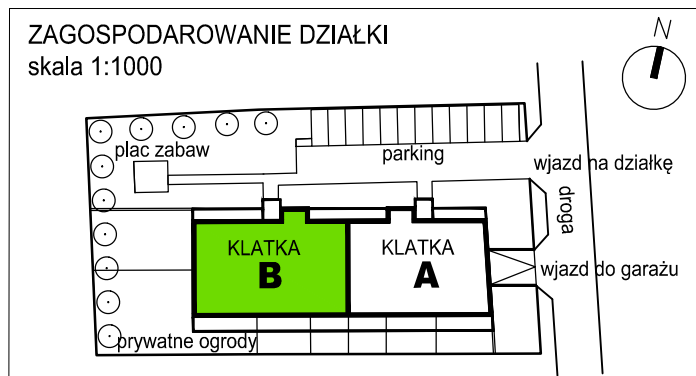 ZAGOSPODAROWANIE DZIAŁKI
skala 1:1000
N
plac zabaw
parking
wjazd na działkę
droga
KLATKA
B
KLATKA
A
wjazd do garażu
prywatne ogrody